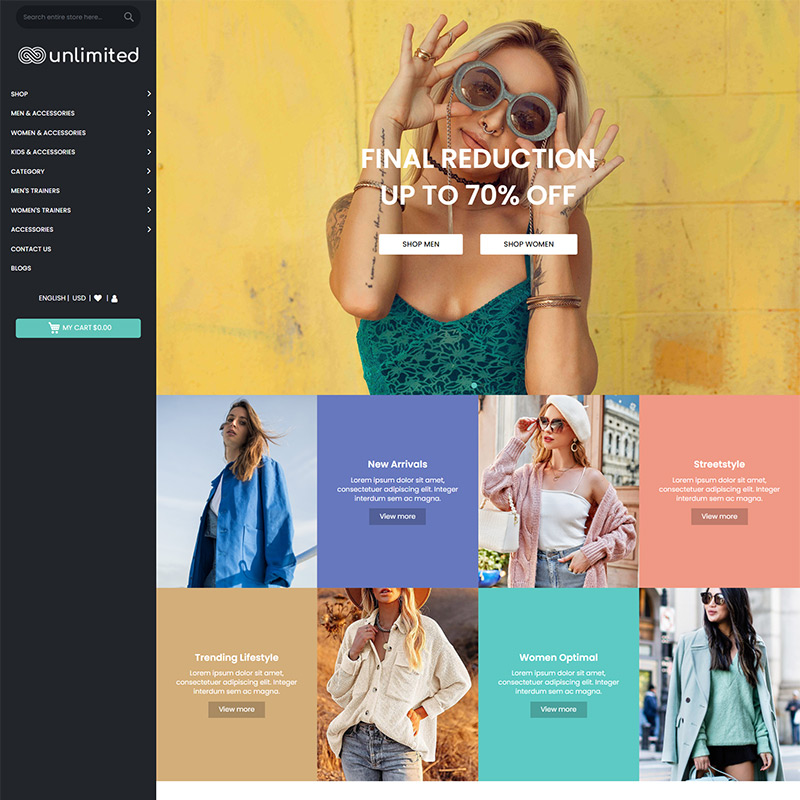 Search entire store here...
unlimited
SHOP
MEN & ACCESSORIES
WOMEN & ACCESSORIES
KIDS & ACCESSORIES
CATEGORY
MEN'S TRAINERS
WOMEN'S TRAINERS
ACCESSORIES
CONTACT US
BLOGS
ENGLISH | USD | |
MY CART $0.00
FINAL REDUCTION
UP TO 70% OFF
SHOP MEN
SHOP WOMEN
New Arrivals
Lorem ipsum dolor sit amet,
consectetuer adipiscing elit. Integer
interdum sem ac magna.
View more
Streetstyle
Lorem ipsum dolor sit amet,
consectetuer adipiscing elit. Integer
interdum sem ac magna.
View more
Trending Lifestyle
Lorem ipsum dolor sit amet,
consectetuer adipiscing elit. Integer
interdum sem ac magna.
View more
Women Optimal
Lorem ipsum dolor sit amet,
consectetuer adipiscing elit. Integer
interdum sem ac magna.
View more